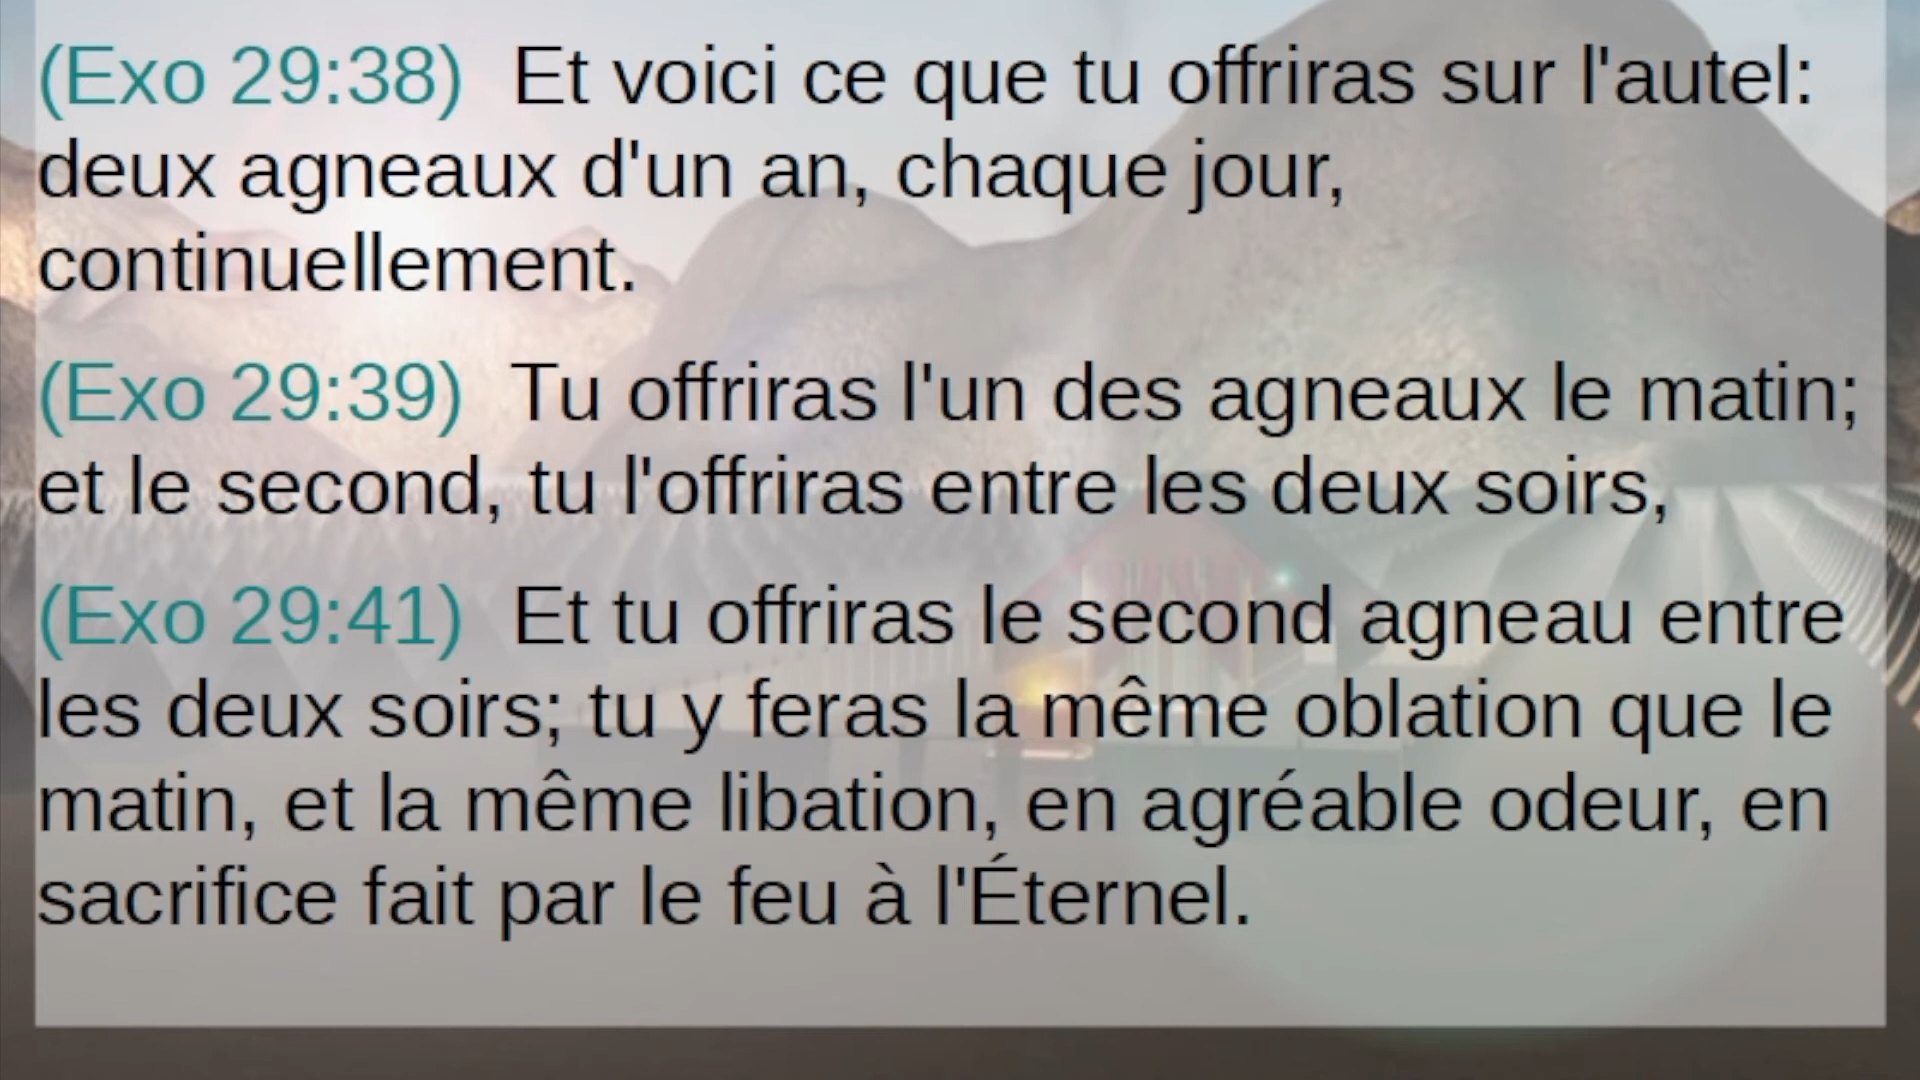 (Exo 29:38) Et voici ce que tu offriras sur l'autel:
deux agneaux d'un an, chaque jour,
continuellement.
(Exo 29:39) Tu offriras l'un des agneaux le matin;
et le second, tu l'offriras entre les deux soirs,
(Exo 29:41) Et tu offriras le second agneau entre
les deux soirs; tu y feras la même oblation que le
matin, et la même libation, en agréable odeur, en
sacrifice fait par le feu à l'Éternel.